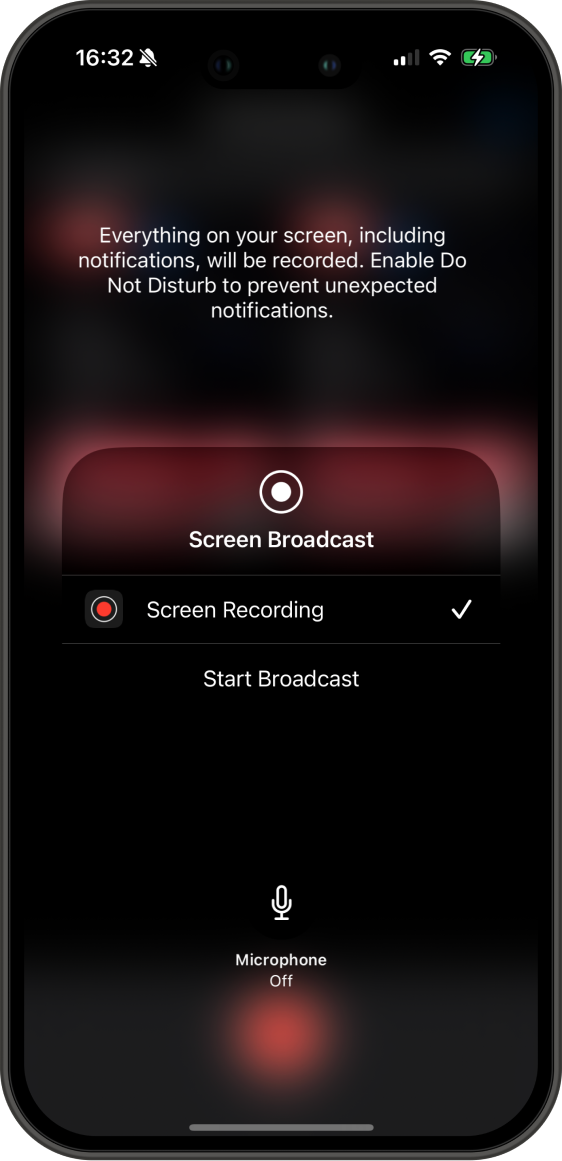 16:32
Everything on your screen, including
notifications, will be recorded. Enable Do
Not Disturb to prevent unexpected
notifications.
Screen Broadcast
Screen Recording
Start Broadcast
Microphone
Off